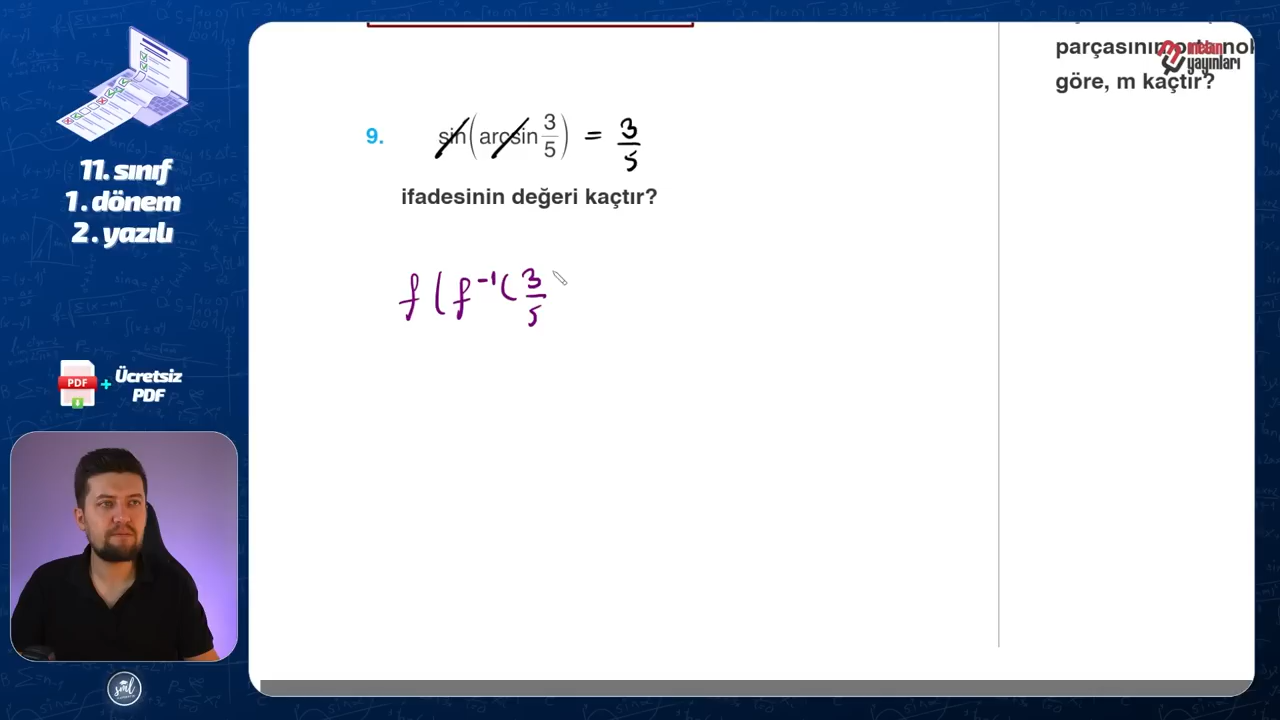 11. sınıf
1. dönem
2. yazılı
PDF
+ Ücretsiz
PDF
sml
9. sin(arcsin 3/5) = 3/5
ifadesinin değeri kaçtır?
f(f⁻¹(3/5
parçasının
göre, m kaçtır?
yayınları